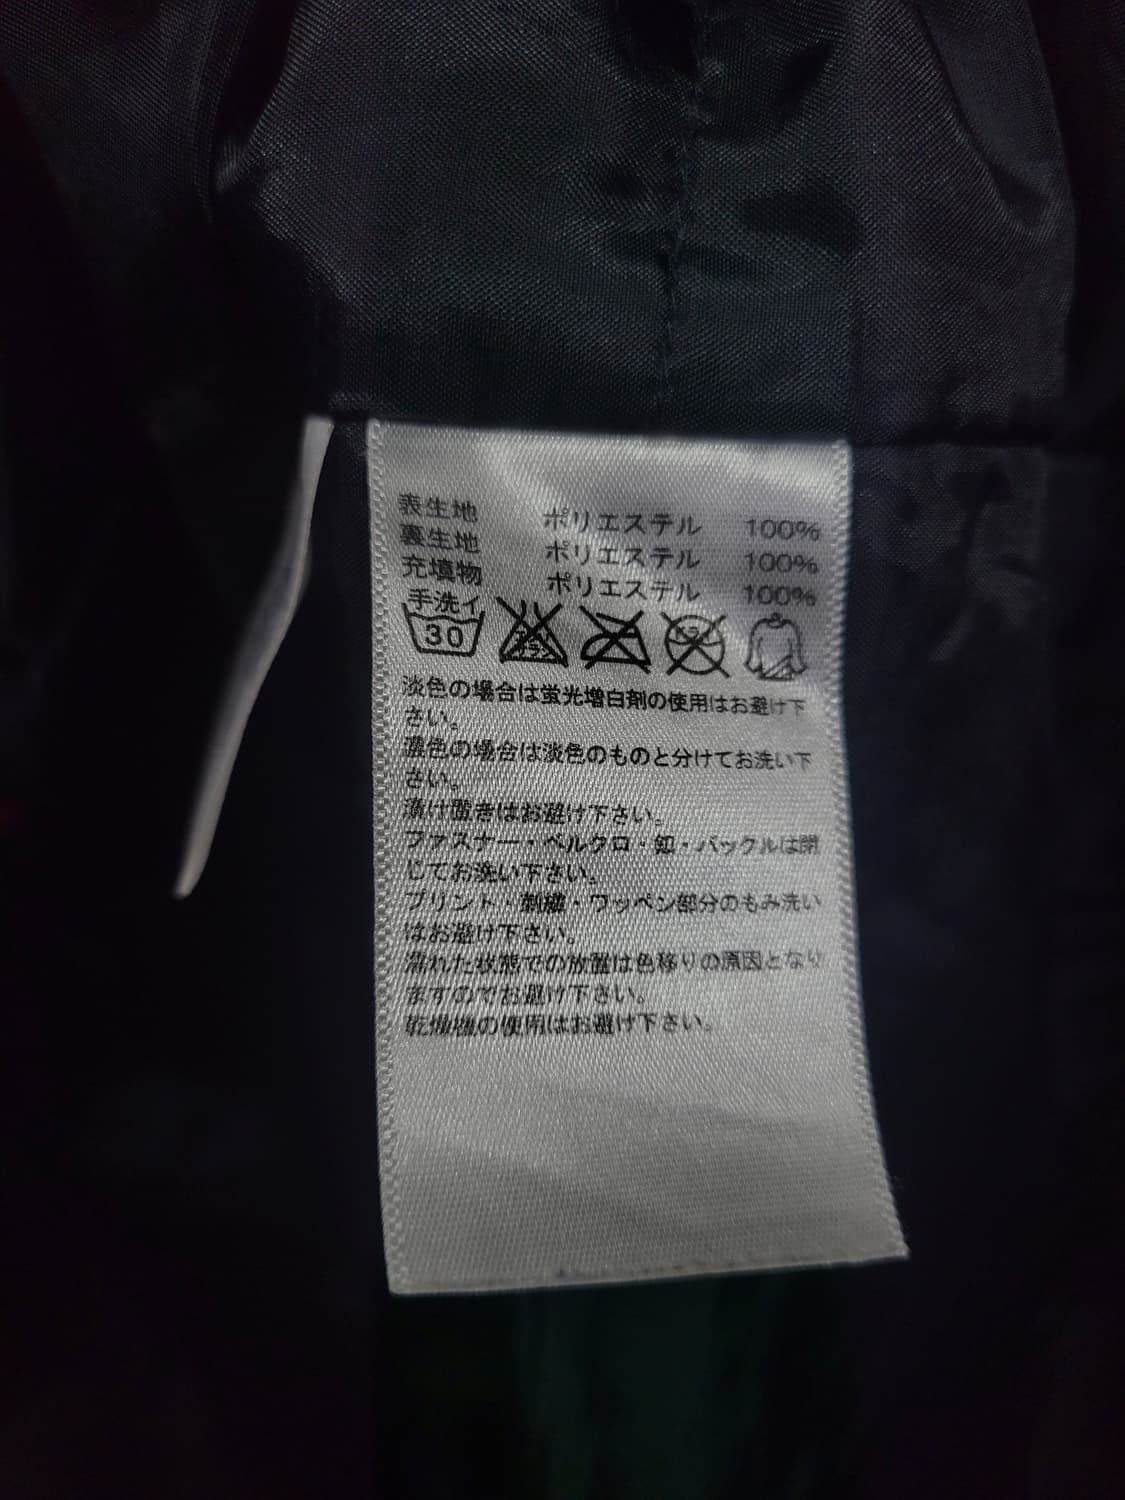 表生地 ポリエステル 100%
裏生地 ポリエステル 100%
充填物 ポリエステル 100%
手洗イ
30
淡色の場合は蛍光増白剤の使用はお避け下
さい。
濃色の場合は淡色のものと分けてお洗い下
さい。
漬け置きはお避け下さい。
ファスナー・ベルクロ・釦・バックルは閉
じてお洗い下さい。
プリント・刺繍・ワッペン部分のもみ洗い
はお避け下さい。
濡れた状態での放置は色移りの原因となり
ますのでお避け下さい。
乾燥機の使用はお避け下さい。